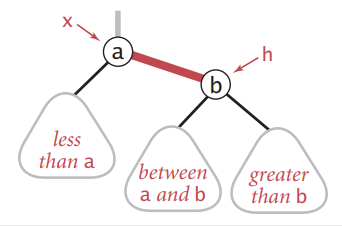 x
a
h
b
less
than a
between
a and b
greater
than b